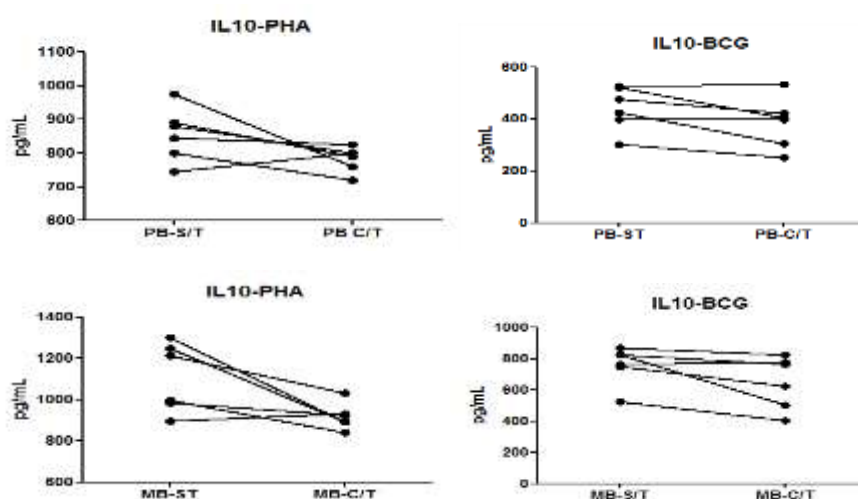 IL10-PHA
1100
1000
900
800
700
600
pg/mL
PB-S/T PB C/T
IL10-BCG
600
400
200
0
pg/mL
PB-ST PB-C/T
IL10-PHA
1400
1200
1000
800
600
pg/mL
MB-ST MB-C/T
IL10-BCG
1000
800
600
400
200
0
pg/mL
MB-S/T MB-C/T